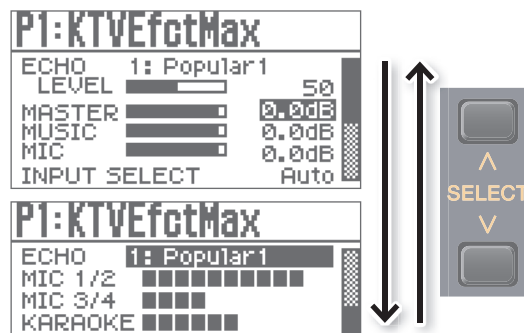 P1:KTVEfctMax
ECHO 1: Popular1
LEVEL 50
MASTER 0.0dB
MUSIC 0.0dB
MIC 0.0dB
INPUT SELECT Auto
P1:KTVEfctMax
ECHO 1: Popular1
MIC 1/2
MIC 3/4
KARAOKE
SELECT